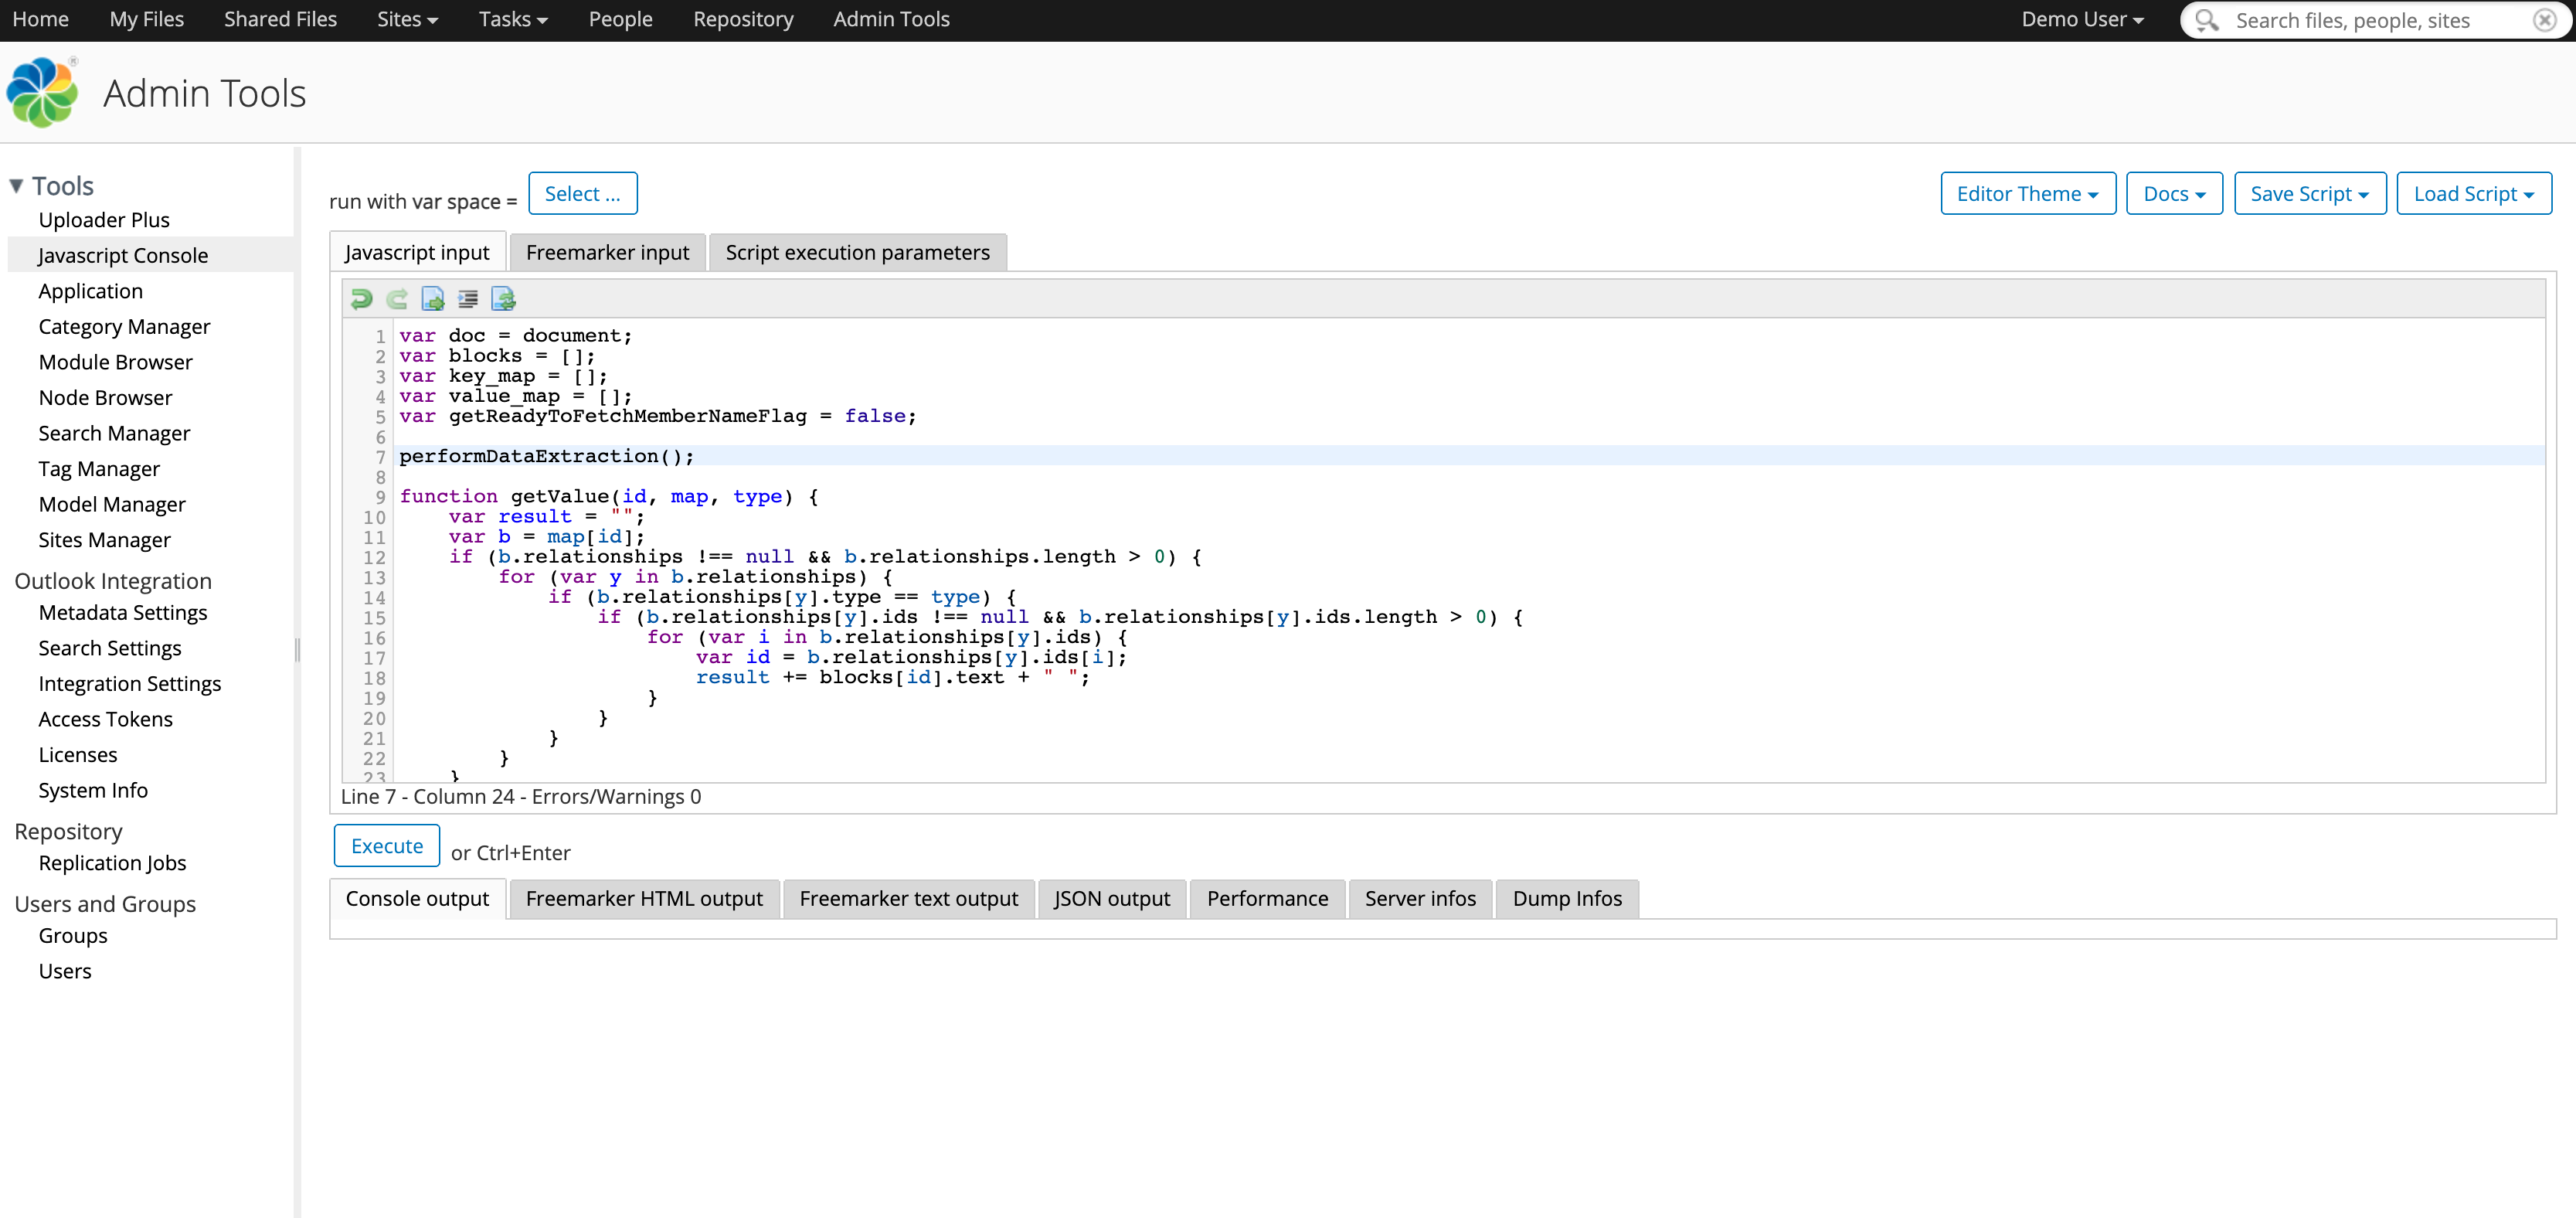 Home My Files Shared Files Sites Tasks People Repository Admin Tools Demo User Search files, people, sites
Admin Tools
Tools
Uploader Plus
Javascript Console
Application
Category Manager
Module Browser
Node Browser
Search Manager
Tag Manager
Model Manager
Sites Manager
Outlook Integration
Metadata Settings
Search Settings
Integration Settings
Access Tokens
Licenses
System Info
Repository
Replication Jobs
Users and Groups
Groups
Users
run with var space = Select ... Editor Theme Docs Save Script Load Script
Javascript input Freemarker input Script execution parameters
1 var doc = document;
2 var blocks = [];
3 var key_map = [];
4 var value_map = [];
5 var getReadyToFetchMemberNameFlag = false;
6
7 performDataExtraction();
8
9 function getValue(id, map, type) {
10     var result = "";
11     var b = map[id];
12     if (b.relationships !== null && b.relationships.length > 0) {
13         for (var y in b.relationships) {
14             if (b.relationships[y].type == type) {
15                 if (b.relationships[y].ids !== null && b.relationships[y].ids.length > 0) {
16                     for (var i in b.relationships[y].ids) {
17                         var id = b.relationships[y].ids[i];
18                         result += blocks[id].text + " ";
19                     }
20                 }
21             }
22         }
23     }
Line 7 - Column 24 - Errors/Warnings 0
Execute or Ctrl+Enter
Console output Freemarker HTML output Freemarker text output JSON output Performance Server infos Dump Infos